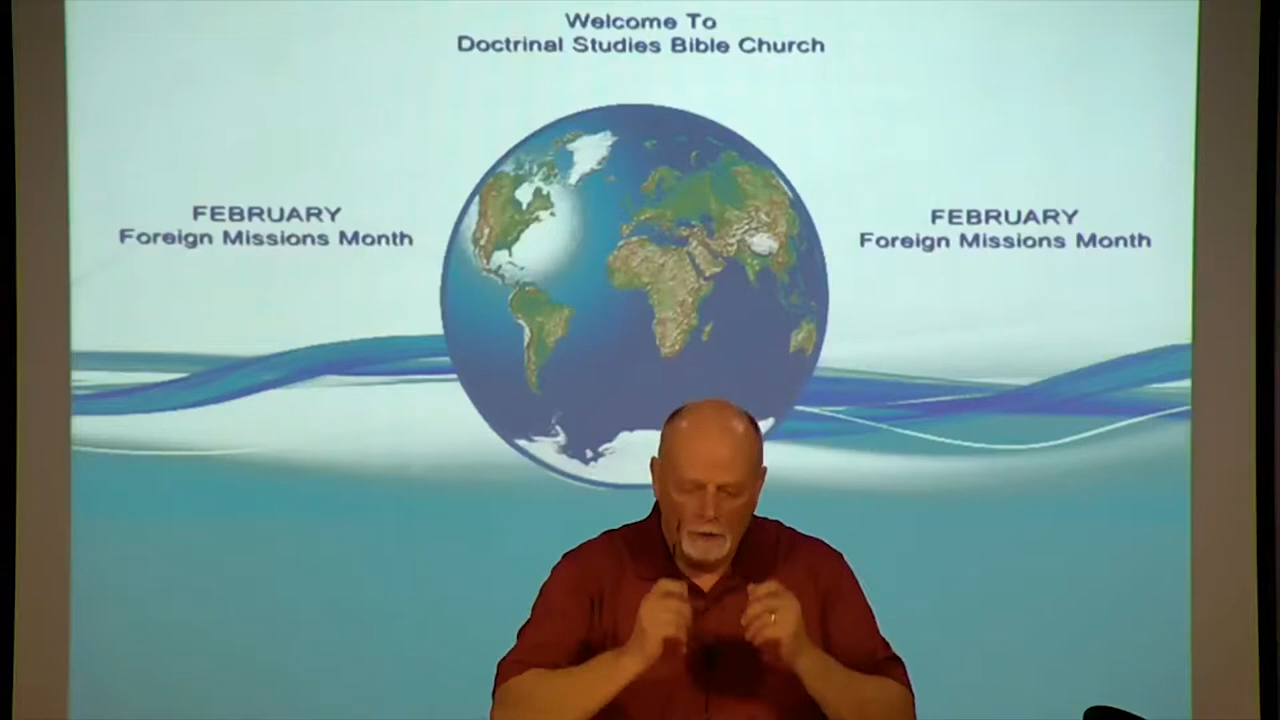 Welcome To
Doctrinal Studies Bible Church
FEBRUARY
Foreign Missions Month
FEBRUARY
Foreign Missions Month